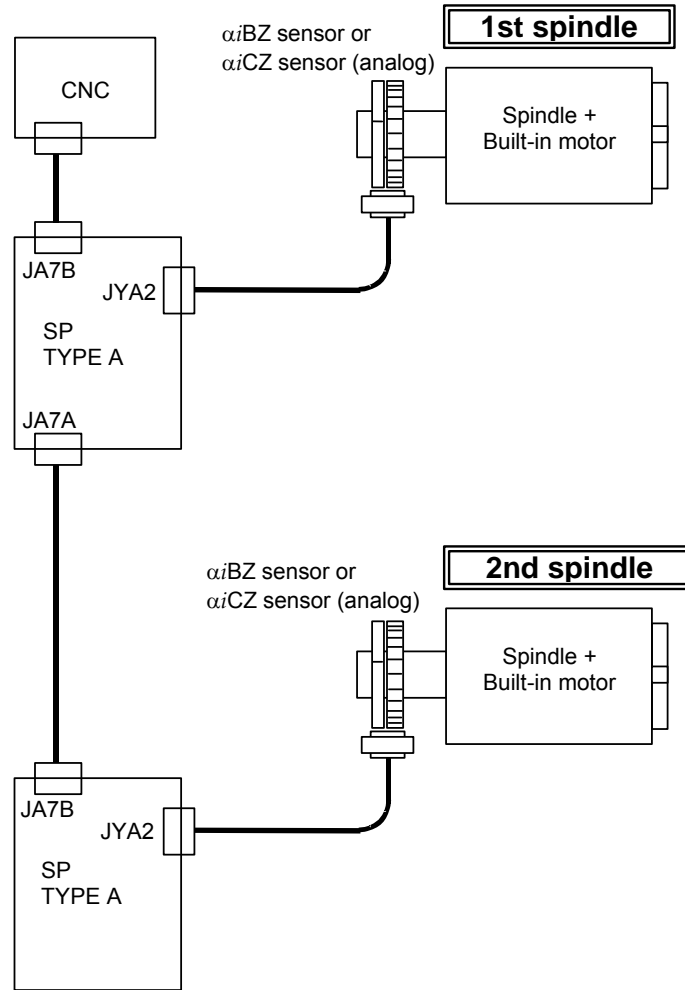 αiBZ sensor or
αiCZ sensor (analog)
1st spindle
CNC
Spindle +
Built-in motor
JA7B
JYA2
SP
TYPE A
JA7A
αiBZ sensor or
αiCZ sensor (analog)
2nd spindle
Spindle +
Built-in motor
JA7B
JYA2
SP
TYPE A